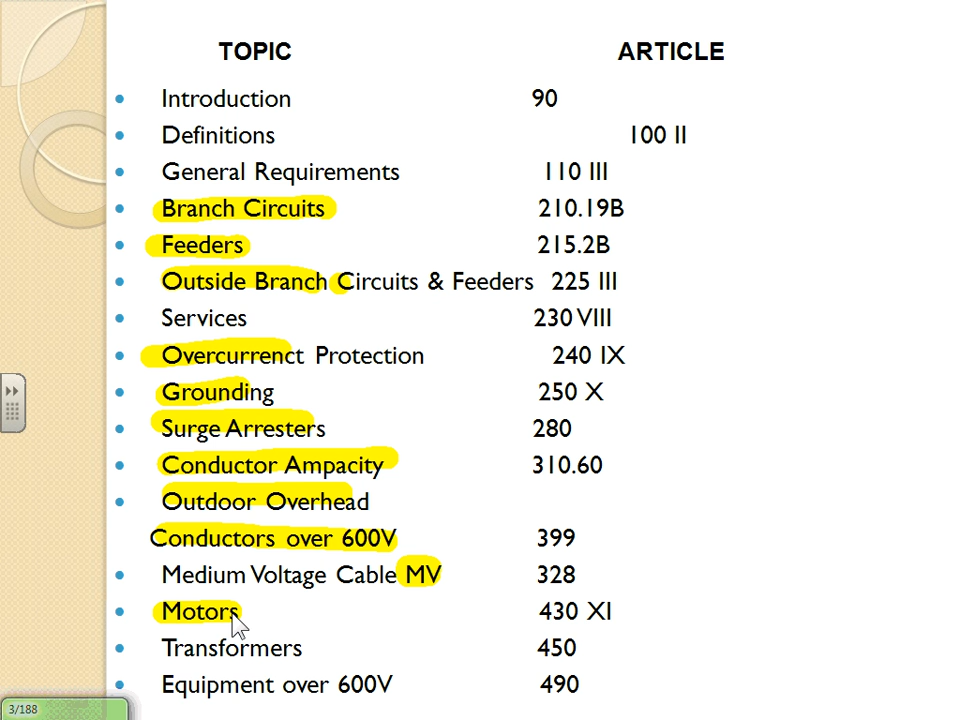 TOPIC ARTICLE
• Introduction 90
• Definitions 100 II
• General Requirements 110 III
• Branch Circuits 210.19B
• Feeders 215.2B
• Outside Branch Circuits & Feeders 225 III
• Services 230 VIII
• Overcurrenct Protection 240 IX
• Grounding 250 X
• Surge Arresters 280
• Conductor Ampacity 310.60
• Outdoor Overhead
Conductors over 600V 399
• Medium Voltage Cable MV 328
• Motors 430 XI
• Transformers 450
• Equipment over 600V 490
3/188